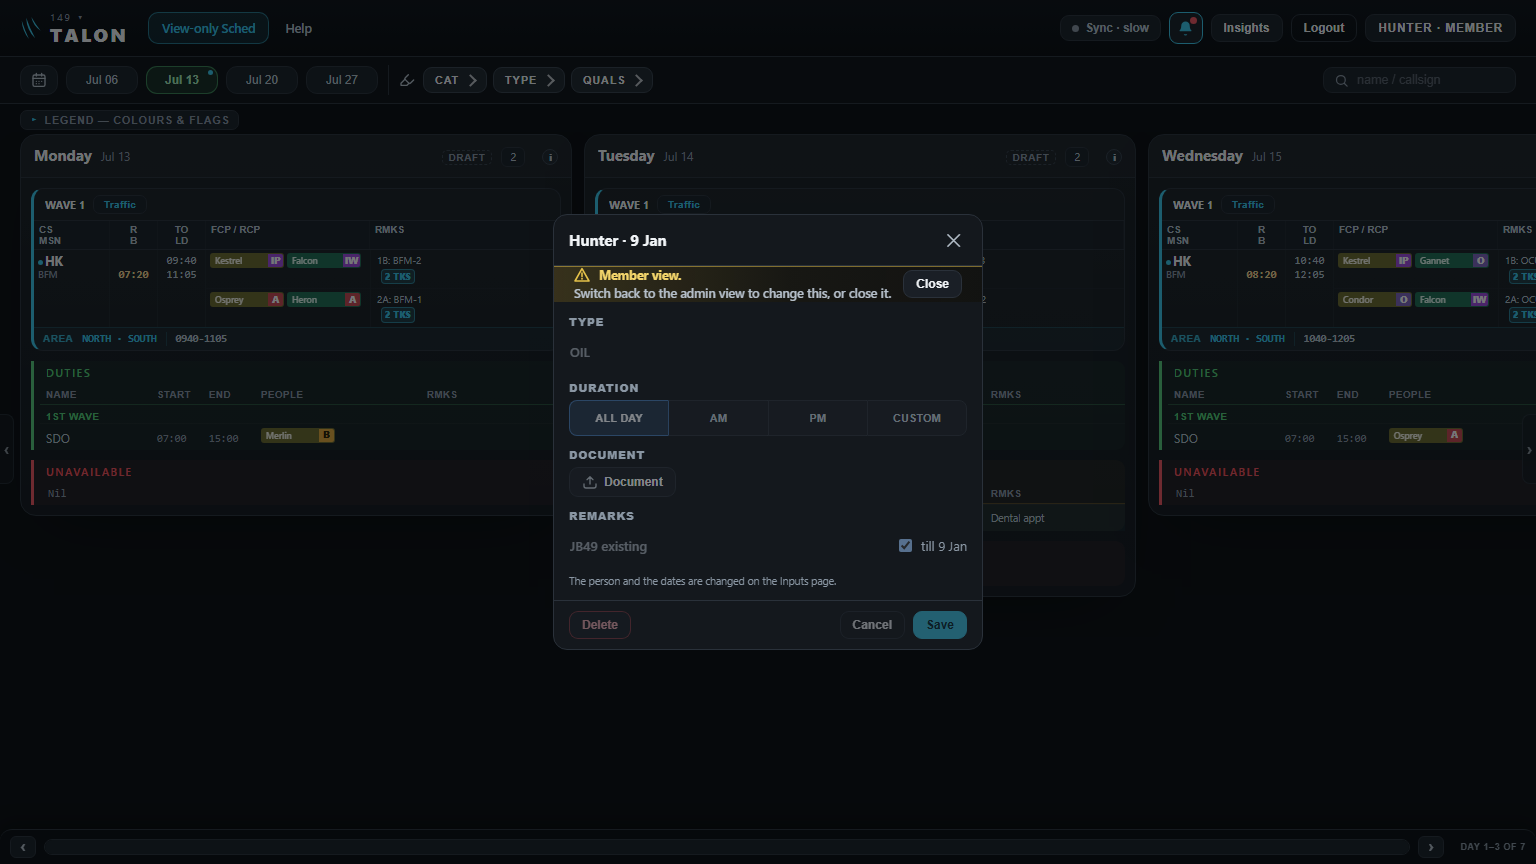 149
TALON
View-only Sched
Help
Sync · slow
Insights
Logout
HUNTER · MEMBER
Jul 06
Jul 13
Jul 20
Jul 27
CAT
TYPE
QUALS
name / callsign
LEGEND — COLOURS & FLAGS
Monday Jul 13
DRAFT
2
i
WAVE 1 Traffic
CS R TO FCP / RCP RMKS
MSN B LD
HK 09:40 Kestrel IP Falcon IW 1B: BFM-2
BFM 07:20 11:05 2 TKS
Osprey A Heron A 2A: BFM-1
2 TKS
AREA NORTH · SOUTH 0940-1105
DUTIES
NAME START END PEOPLE RMKS
1ST WAVE
SDO 07:00 15:00 Merlin B
UNAVAILABLE
Nil
Tuesday Jul 14
DRAFT
2
i
WAVE 1 Traffic
RMKS
RMKS
Dental appt
Wednesday Jul 15
WAVE 1 Traffic
CS R TO FCP / RCP RMKS
MSN B LD
HK 10:40 Kestrel IP Gannet O 1B: OCU
BFM 08:20 12:05 2 TKS
Condor O Falcon IW 2A: OC
2 TKS
AREA NORTH · SOUTH 1040-1205
DUTIES
NAME START END PEOPLE
1ST WAVE
SDO 07:00 15:00 Osprey A
UNAVAILABLE
Nil
Hunter · 9 Jan
Member view.
Switch back to the admin view to change this, or close it.
Close
TYPE
OIL
DURATION
ALL DAY
AM
PM
CUSTOM
DOCUMENT
Document
REMARKS
JB49 existing
till 9 Jan
The person and the dates are changed on the Inputs page.
Delete
Cancel
Save
DAY 1–3 OF 7